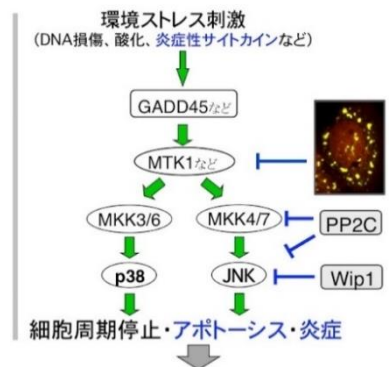 環境ストレス刺激
(DNA損傷、酸化、炎症性サイトカインなど)
GADD45など
MTK1など
MKK3/6
MKK4/7
PP2C
p38
JNK
Wip1
細胞周期停止・アポトーシス・炎症